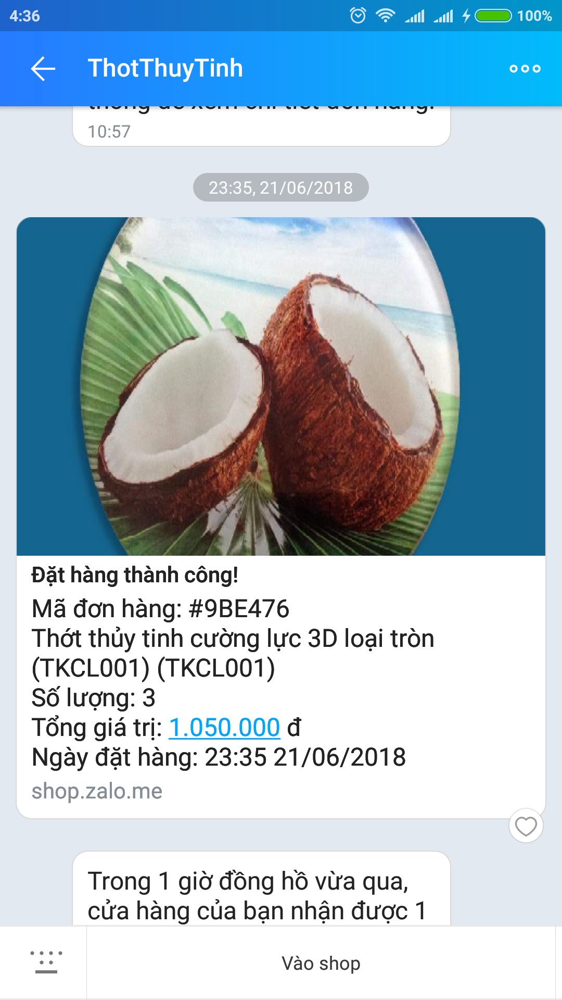 4:36
100%
ThotThuyTinh
10:57
23:35, 21/06/2018
Đặt hàng thành công!
Mã đơn hàng: #9BE476
Thớt thủy tinh cường lực 3D loại tròn
(TKCL001) (TKCL001)
Số lượng: 3
Tổng giá trị: 1.050.000 đ
Ngày đặt hàng: 23:35 21/06/2018
shop.zalo.me
Trong 1 giờ đồng hồ vừa qua,
cửa hàng của bạn nhận được 1
Vào shop